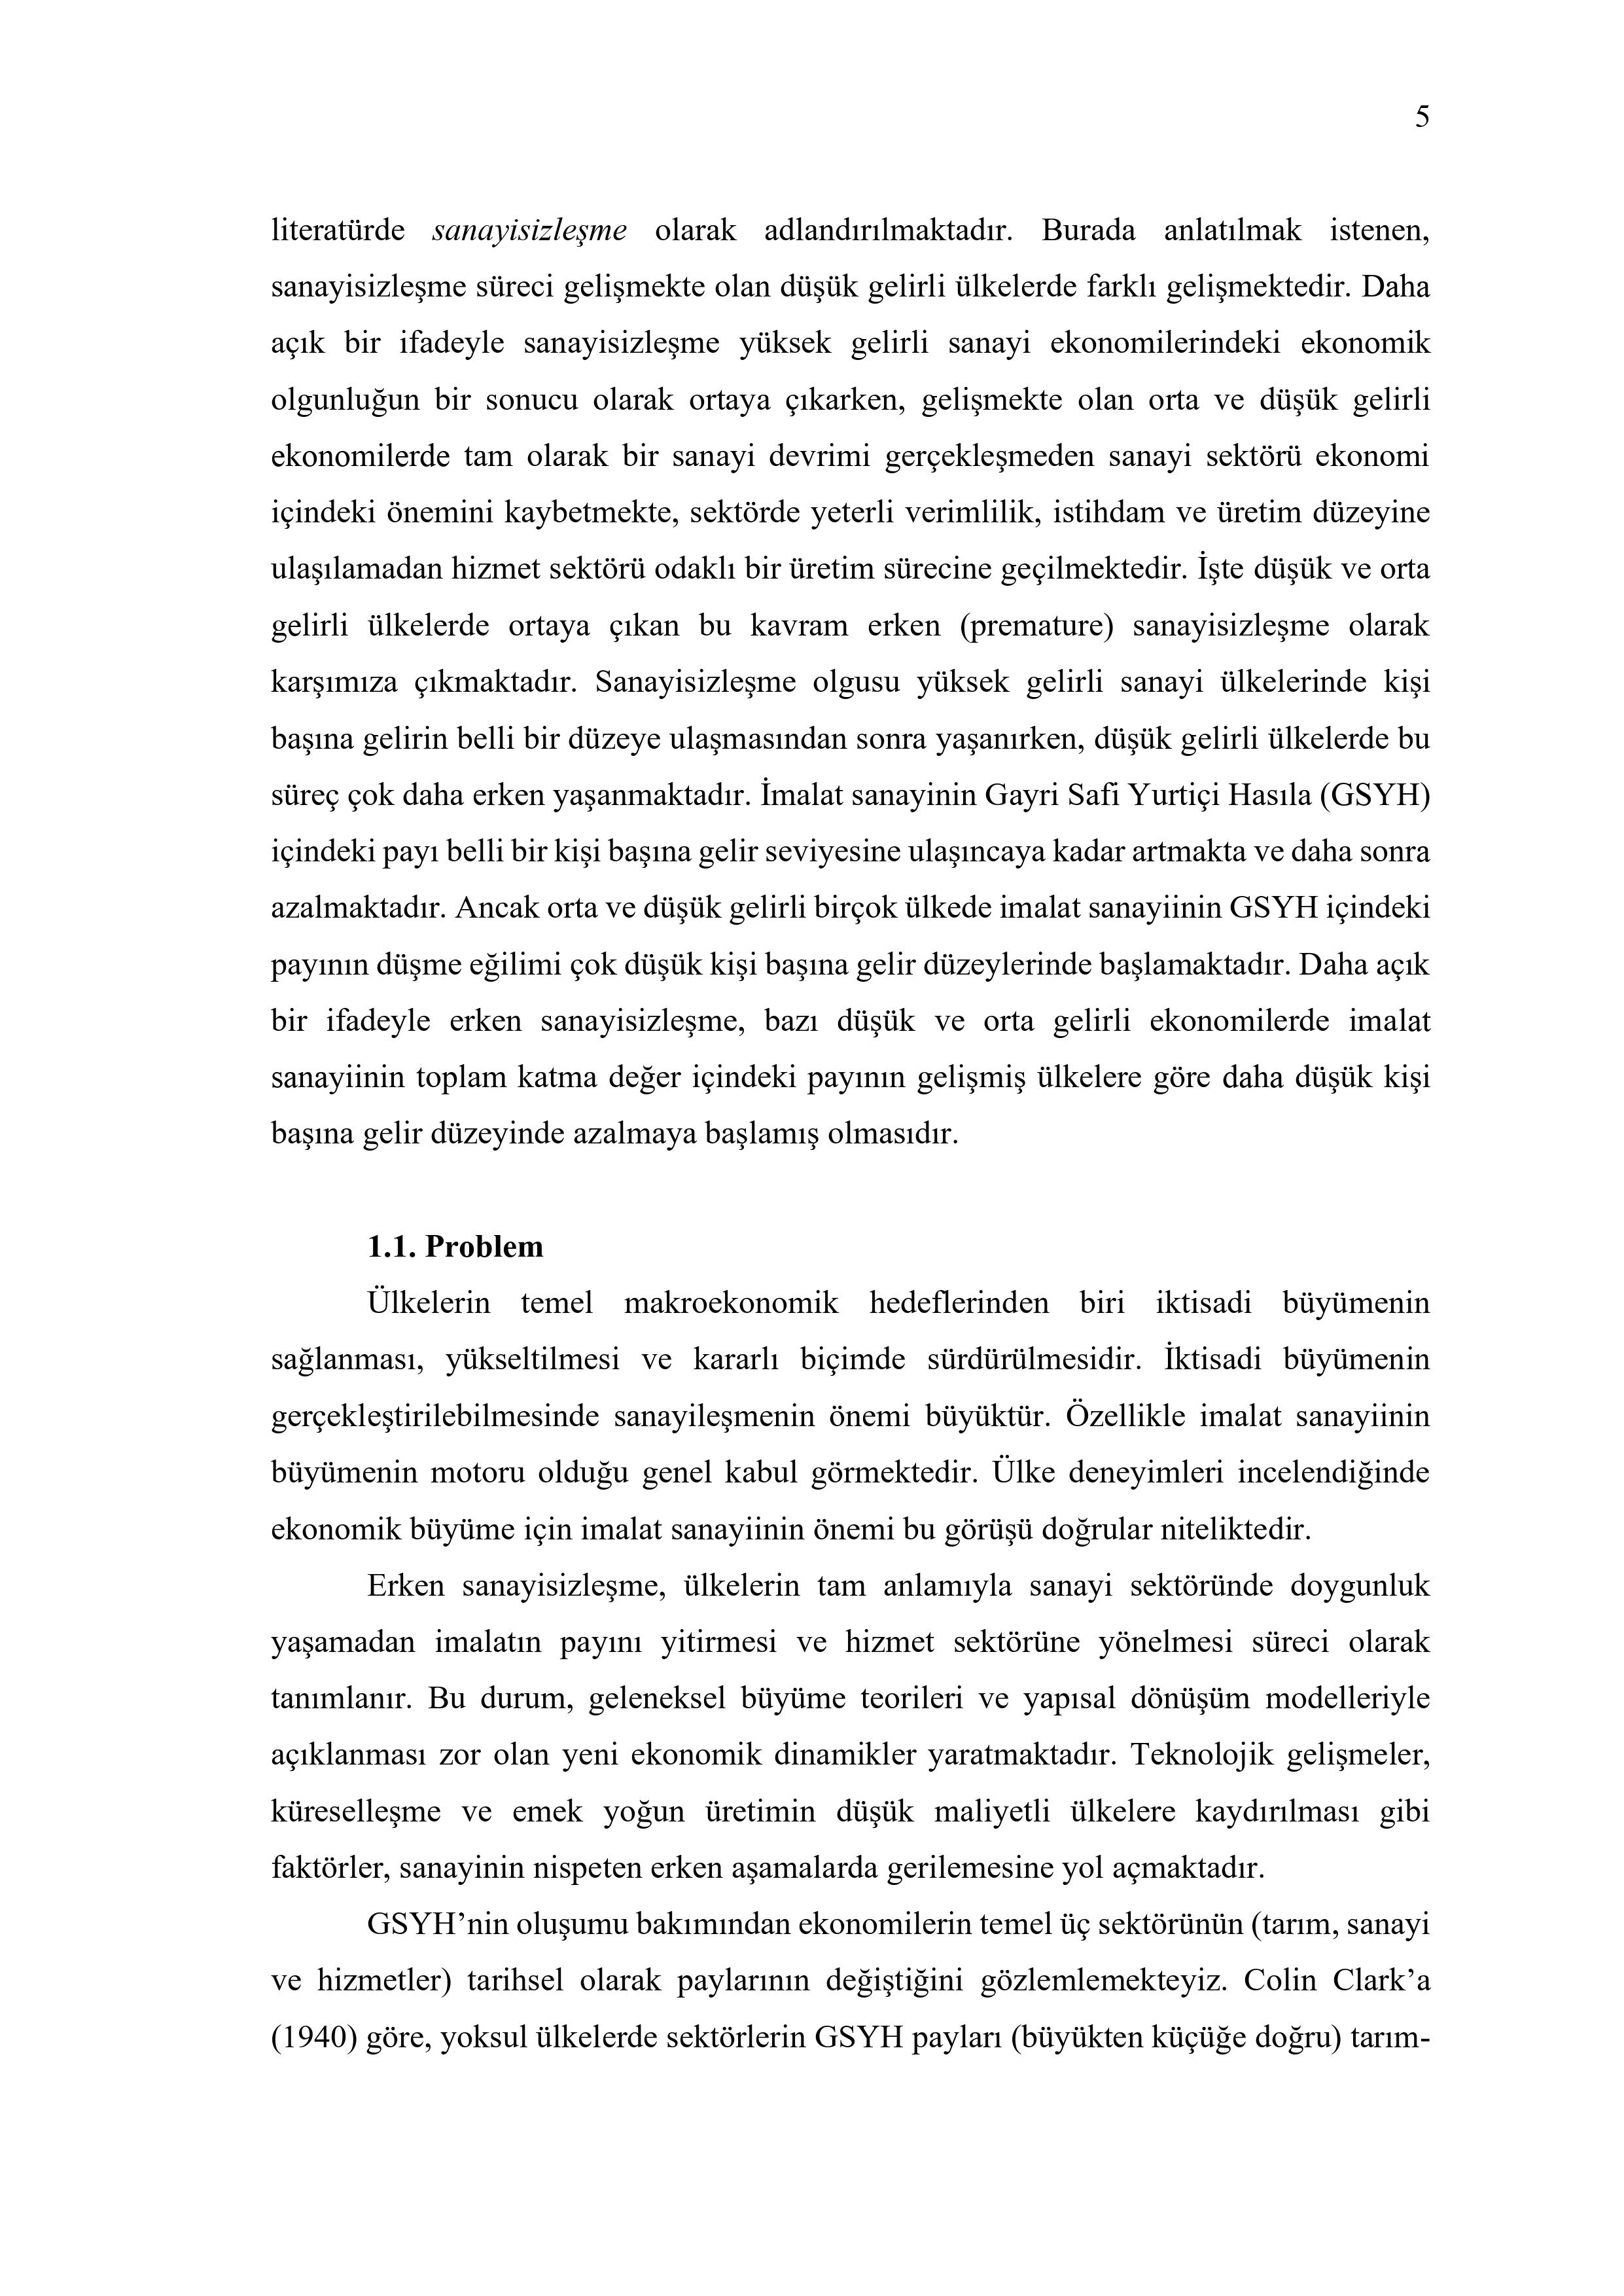 5
literatürde sanayisizleşme olarak adlandırılmaktadır. Burada anlatılmak istenen,
sanayisizleşme süreci gelişmekte olan düşük gelirli ülkelerde farklı gelişmektedir. Daha
açık bir ifadeyle sanayisizleşme yüksek gelirli sanayi ekonomilerindeki ekonomik
olgunluğun bir sonucu olarak ortaya çıkarken, gelişmekte olan orta ve düşük gelirli
ekonomilerde tam olarak bir sanayi devrimi gerçekleşmeden sanayi sektörü ekonomi
içindeki önemini kaybetmekte, sektörde yeterli verimlilik, istihdam ve üretim düzeyine
ulaşılamadan hizmet sektörü odaklı bir üretim sürecine geçilmektedir. İşte düşük ve orta
gelirli ülkelerde ortaya çıkan bu kavram erken (premature) sanayisizleşme olarak
karşımıza çıkmaktadır. Sanayisizleşme olgusu yüksek gelirli sanayi ülkelerinde kişi
başına gelirin belli bir düzeye ulaşmasından sonra yaşanırken, düşük gelirli ülkelerde bu
süreç çok daha erken yaşanmaktadır. İmalat sanayinin Gayri Safi Yurtiçi Hasıla (GSYH)
içindeki payı belli bir kişi başına gelir seviyesine ulaşıncaya kadar artmakta ve daha sonra
azalmaktadır. Ancak orta ve düşük gelirli birçok ülkede imalat sanayiinin GSYH içindeki
payının düşme eğilimi çok düşük kişi başına gelir düzeylerinde başlamaktadır. Daha açık
bir ifadeyle erken sanayisizleşme, bazı düşük ve orta gelirli ekonomilerde imalat
sanayiinin toplam katma değer içindeki payının gelişmiş ülkelere göre daha düşük kişi
başına gelir düzeyinde azalmaya başlamış olmasıdır.
1.1. Problem
Ülkelerin temel makroekonomik hedeflerinden biri iktisadi büyümenin
sağlanması, yükseltilmesi ve kararlı biçimde sürdürülmesidir. İktisadi büyümenin
gerçekleştirilebilmesinde sanayileşmenin önemi büyüktür. Özellikle imalat sanayiinin
büyümenin motoru olduğu genel kabul görmektedir. Ülke deneyimleri incelendiğinde
ekonomik büyüme için imalat sanayiinin önemi bu görüşü doğrular niteliktedir.
Erken sanayisizleşme, ülkelerin tam anlamıyla sanayi sektöründe doygunluk
yaşamadan imalatın payını yitirmesi ve hizmet sektörüne yönelmesi süreci olarak
tanımlanır. Bu durum, geleneksel büyüme teorileri ve yapısal dönüşüm modelleriyle
açıklanması zor olan yeni ekonomik dinamikler yaratmaktadır. Teknolojik gelişmeler,
küreselleşme ve emek yoğun üretimin düşük maliyetli ülkelere kaydırılması gibi
faktörler, sanayinin nispeten erken aşamalarda gerilemesine yol açmaktadır.
GSYH’nin oluşumu bakımından ekonomilerin temel üç sektörünün (tarım, sanayi
ve hizmetler) tarihsel olarak paylarının değiştiğini gözlemlemekteyiz. Colin Clark’a
(1940) göre, yoksul ülkelerde sektörlerin GSYH payları (büyükten küçüğe doğru) tarım-